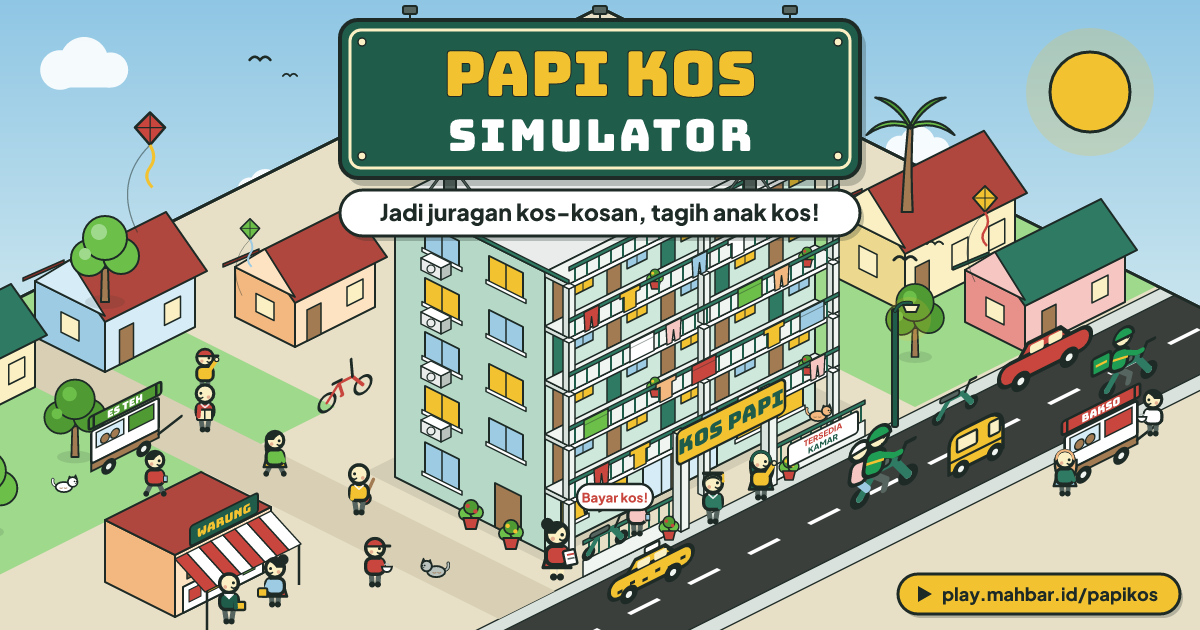 PAPI KOS
SIMULATOR
Jadi juragan kos-kosan, tagih anak kos!
ES TEH
KOS PAPI
TERSEDIA
KAMAR
BAKSO
WARUNG
Bayar kos!
play.mahbar.id/papikos